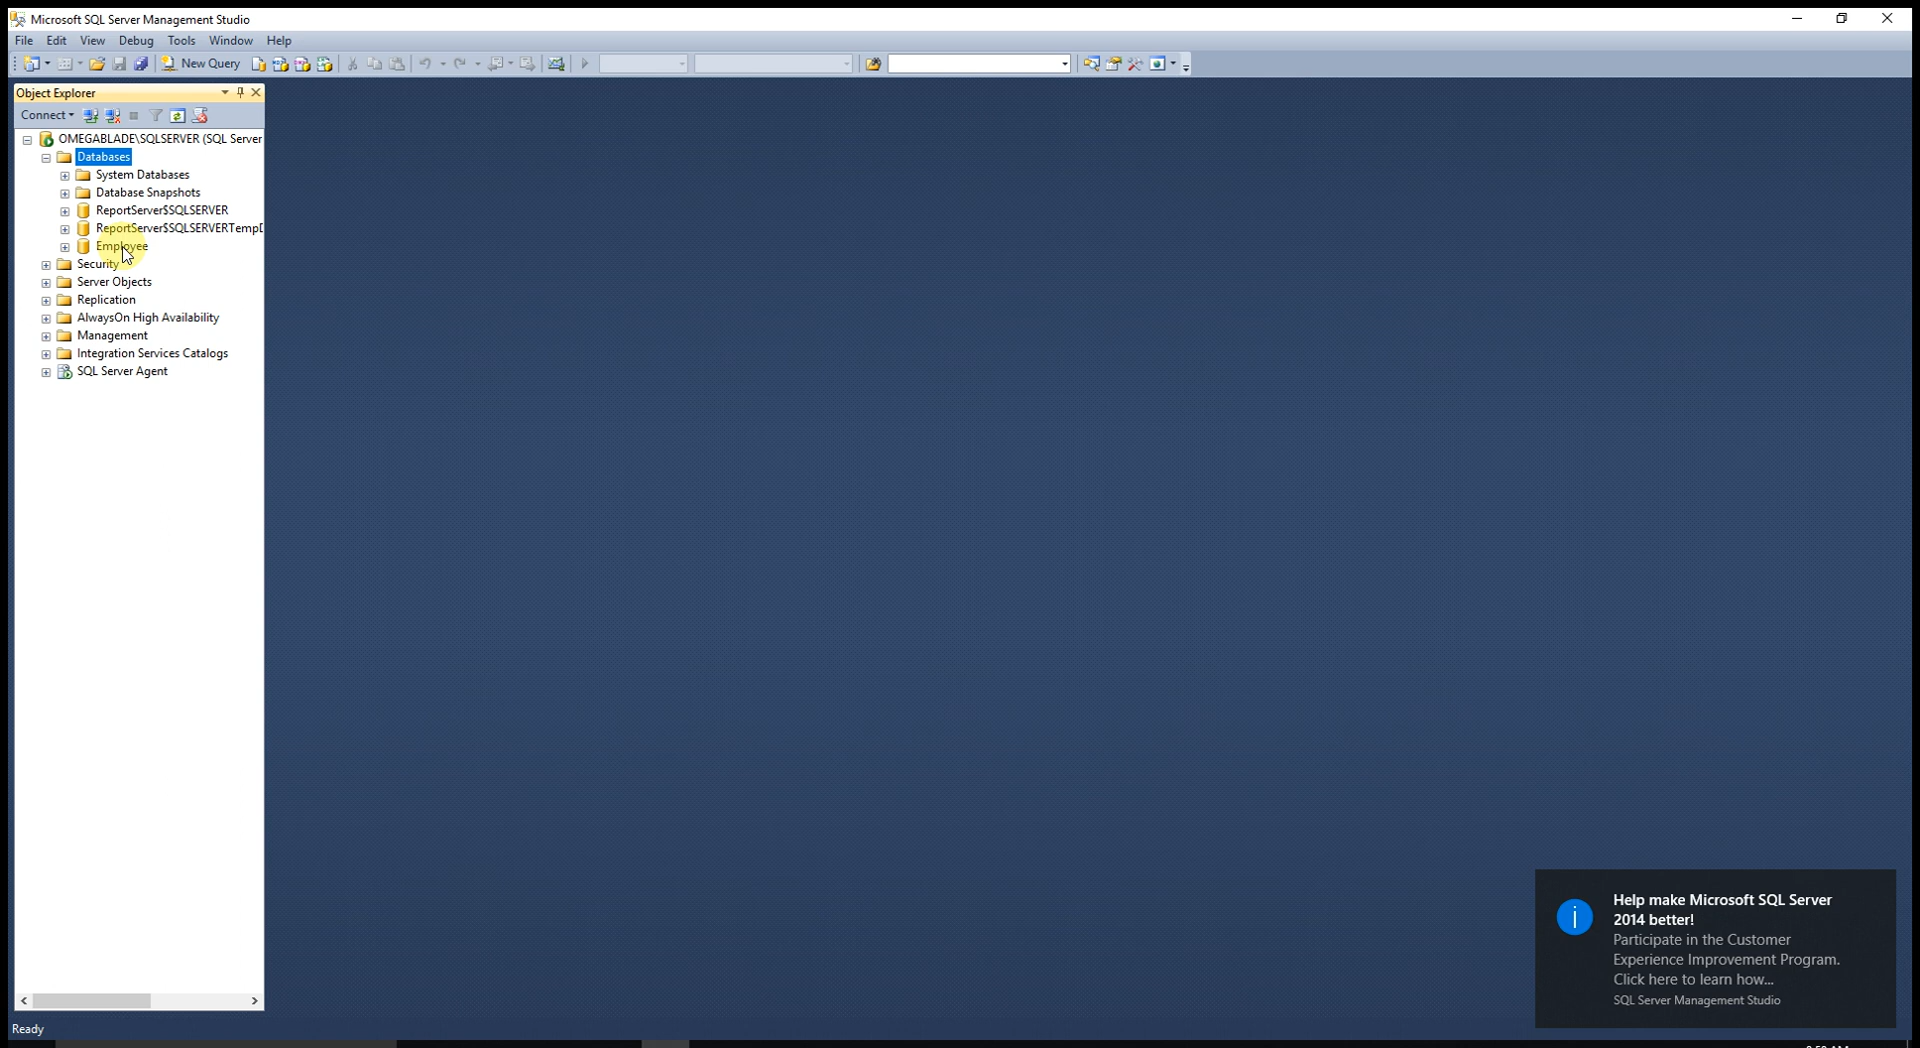 Microsoft SQL Server Management Studio
File Edit View Debug Tools Window Help
New Query
Object Explorer
Connect
OMEGABLADE\SQLSERVER (SQL Server
Databases
System Databases
Database Snapshots
ReportServer$SQLSERVER
ReportServer$SQLSERVERTemp
Employee
Security
Server Objects
Replication
AlwaysOn High Availability
Management
Integration Services Catalogs
SQL Server Agent
Help make Microsoft SQL Server
2014 better!
Participate in the Customer
Experience Improvement Program.
Click here to learn how...
SQL Server Management Studio
Ready